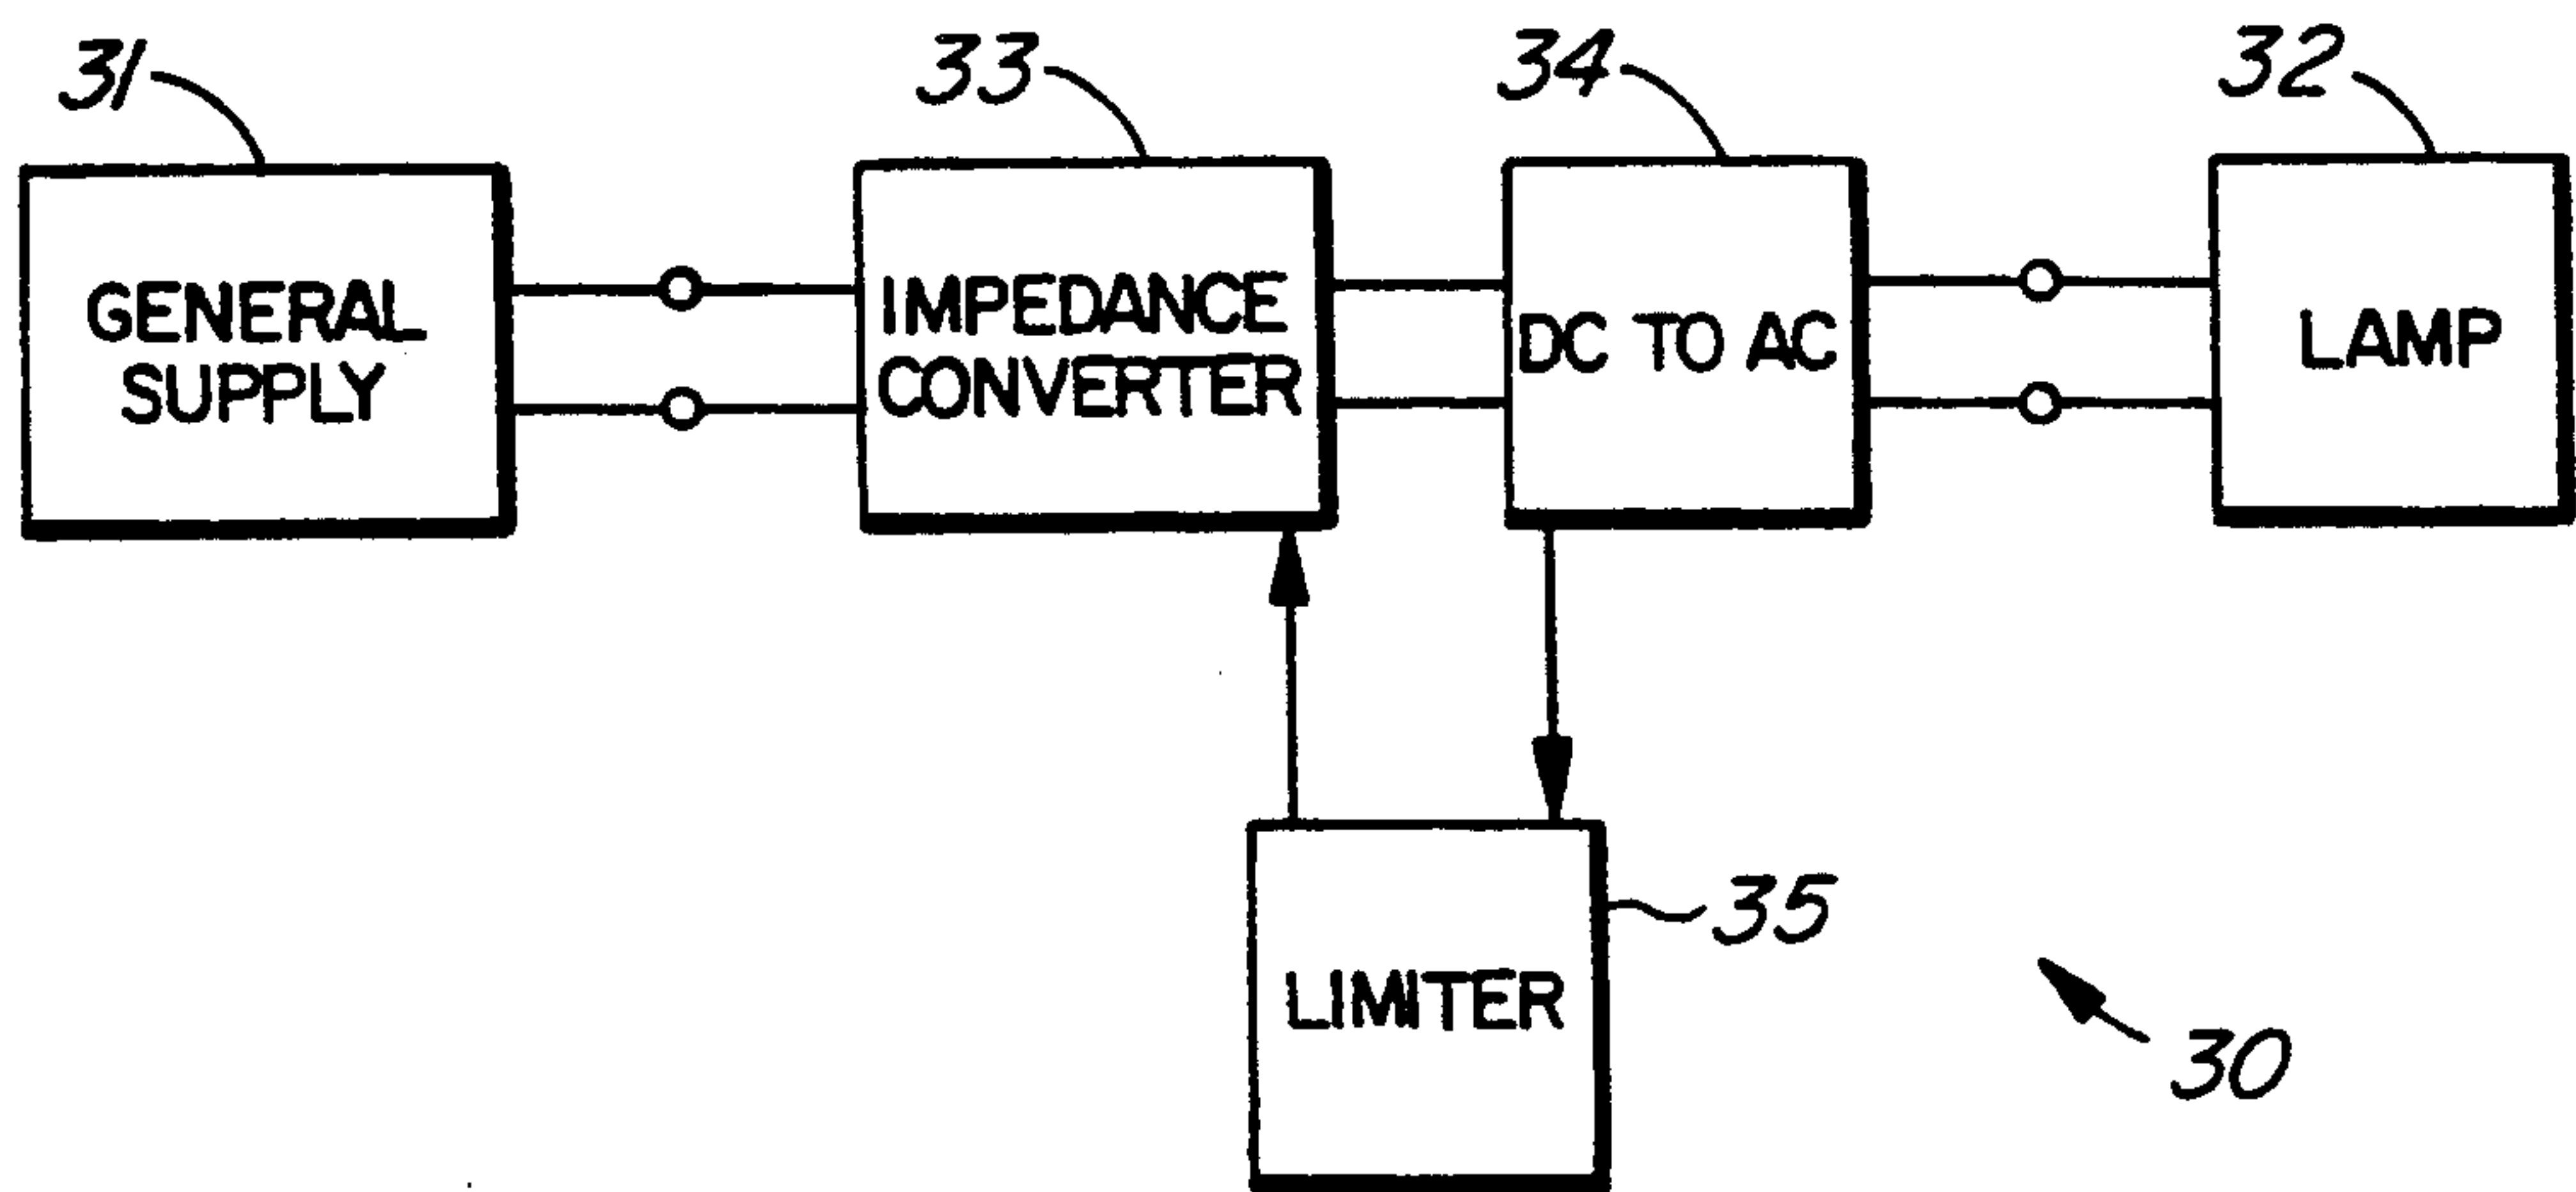 31
33
34
32
GENERAL
SUPPLY
IMPEDANCE
CONVERTER
DC TO AC
LAMP
LIMITER
35
30